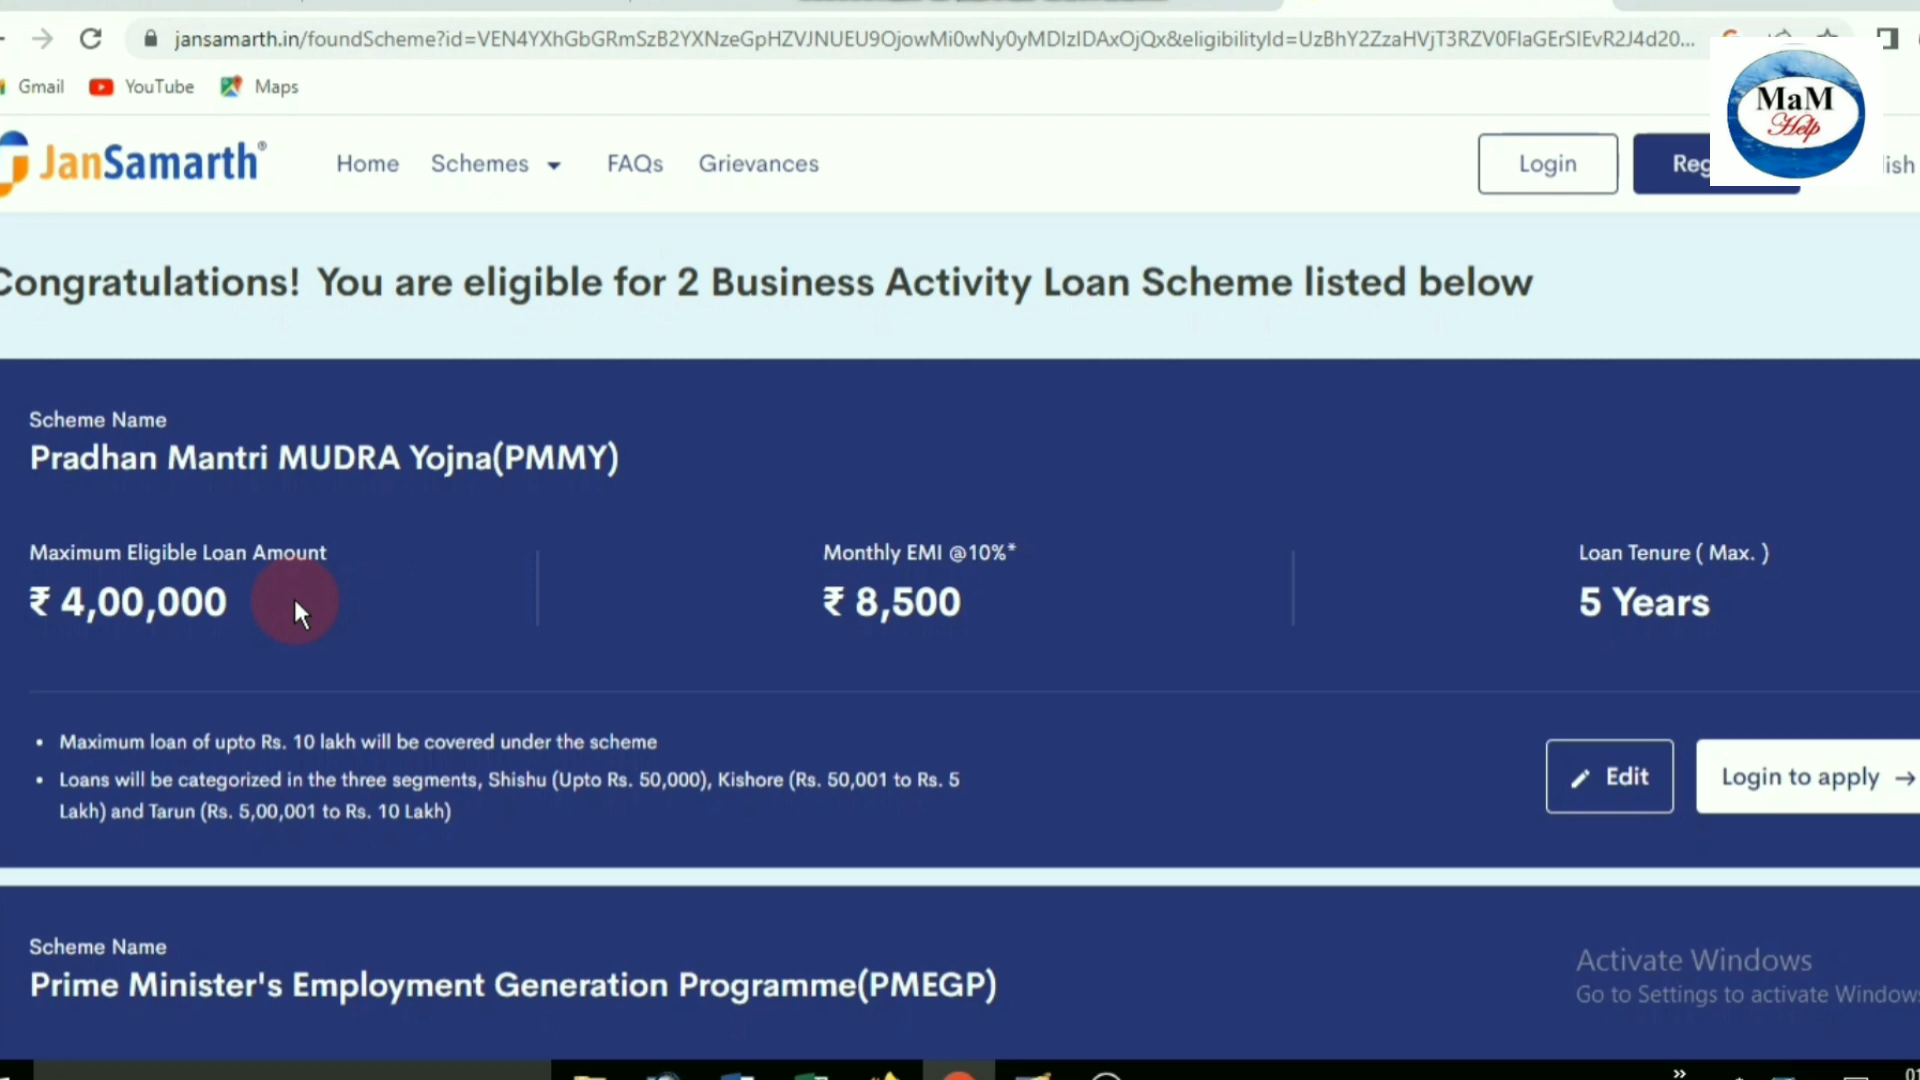 jansamarth.in/foundScheme?id=VEN4YXhGbGRmSzB2YXNzeGpHZVJNUEU9OjowMi0wNy0yMDIzIDAxOjQx&eligibilityId=UzBhY2ZzaHVjT3RZV0FIaGErSlEvR2J4d20...
Gmail YouTube Maps
MaM
Help
JanSamarth®
Home Schemes FAQs Grievances
Login
Congratulations! You are eligible for 2 Business Activity Loan Scheme listed below
Scheme Name
Pradhan Mantri MUDRA Yojna(PMMY)
Maximum Eligible Loan Amount Monthly EMI @10%* Loan Tenure ( Max. )
₹ 4,00,000 ₹ 8,500 5 Years
• Maximum loan of upto Rs. 10 lakh will be covered under the scheme
• Loans will be categorized in the three segments, Shishu (Upto Rs. 50,000), Kishore (Rs. 50,001 to Rs. 5
Lakh) and Tarun (Rs. 5,00,001 to Rs. 10 Lakh)
Edit Login to apply →
Scheme Name
Prime Minister's Employment Generation Programme(PMEGP)
Activate Windows
Go to Settings to activate Windows